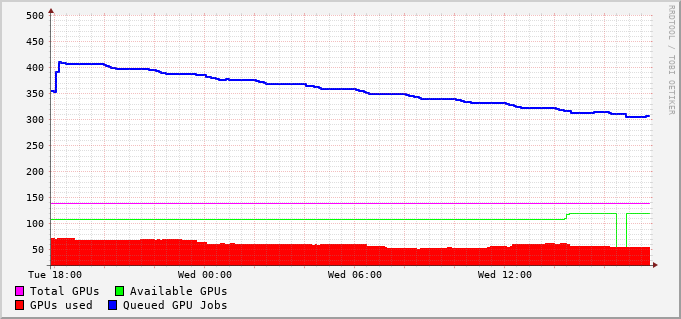 500
450
400
350
300
250
200
150
100
50
Tue 18:00 Wed 00:00 Wed 06:00 Wed 12:00
Total GPUs Available GPUs
GPUs used Queued GPU Jobs
RRDTOOL / TOBI OETIKER